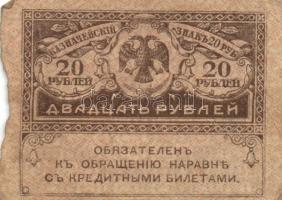 КАЗНАЧЕЙСКІЙ ЗНАКЪ 20 РУБ.
20 РУБЛЕЙ 20 РУБЛЕЙ
ДВАДЦАТЬ РУБЛЕЙ
ОБЯЗАТЕЛЕНЪ
КЪ ОБРАЩЕНІЮ НАРАВНѢ
СЪ КРЕДИТНЫМИ БИЛЕТАМИ.